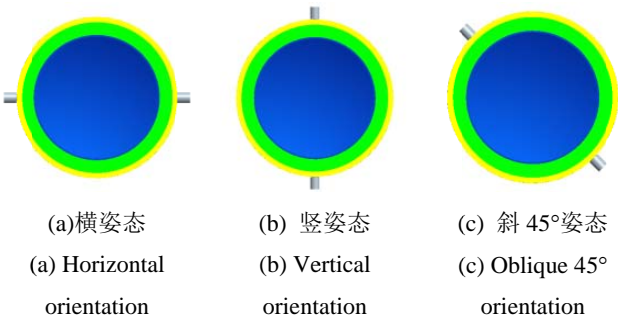 (a)横姿态 (b) 竖姿态 (c) 斜 45°姿态
(a) Horizontal (b) Vertical (c) Oblique 45°
orientation orientation orientation